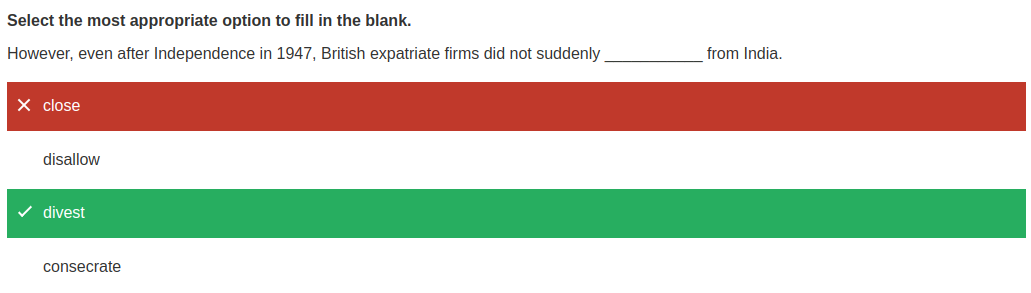 Select the most appropriate option to fill in the blank.
However, even after Independence in 1947, British expatriate firms did not suddenly ___________ from India.
close
disallow
divest
consecrate